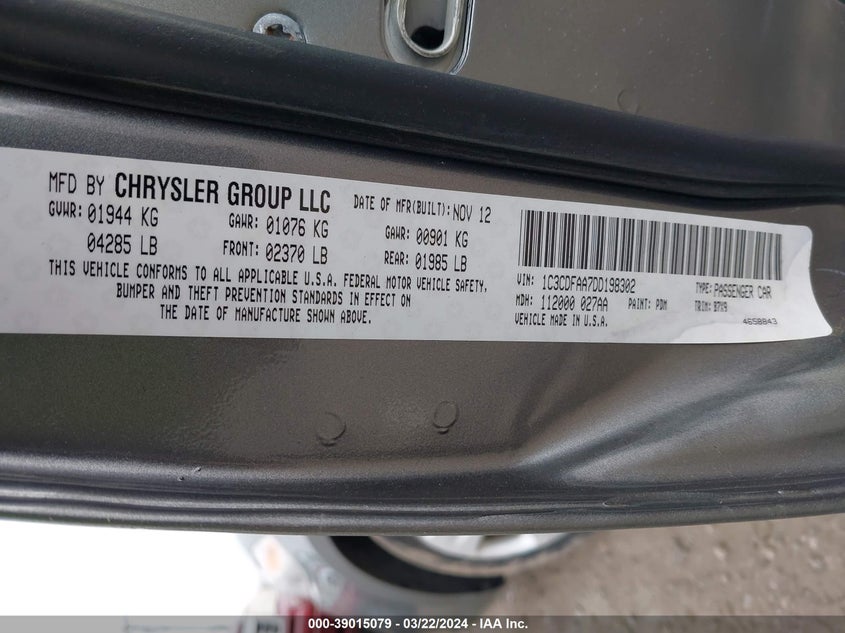 MFD BY CHRYSLER GROUP LLC DATE OF MFR(BUILT): NOV 12
GVWR: 01944 KG GAWR: 01076 KG GAWR: 00901 KG
04285 LB FRONT: 02370 LB REAR: 01985 LB
THIS VEHICLE CONFORMS TO ALL APPLICABLE U.S.A. FEDERAL MOTOR VEHICLE SAFETY,
BUMPER AND THEFT PREVENTION STANDARDS IN EFFECT ON
THE DATE OF MANUFACTURE SHOWN ABOVE.
VIN: 1C3CDFAA7DD198302 TYPE: PASSENGER CAR
MDH: 112000 027AA PAINT: PDM TRIM: B7X9
VEHICLE MADE IN U.S.A. 4658843
000-39015079 - 03/22/2024 - IAA Inc.